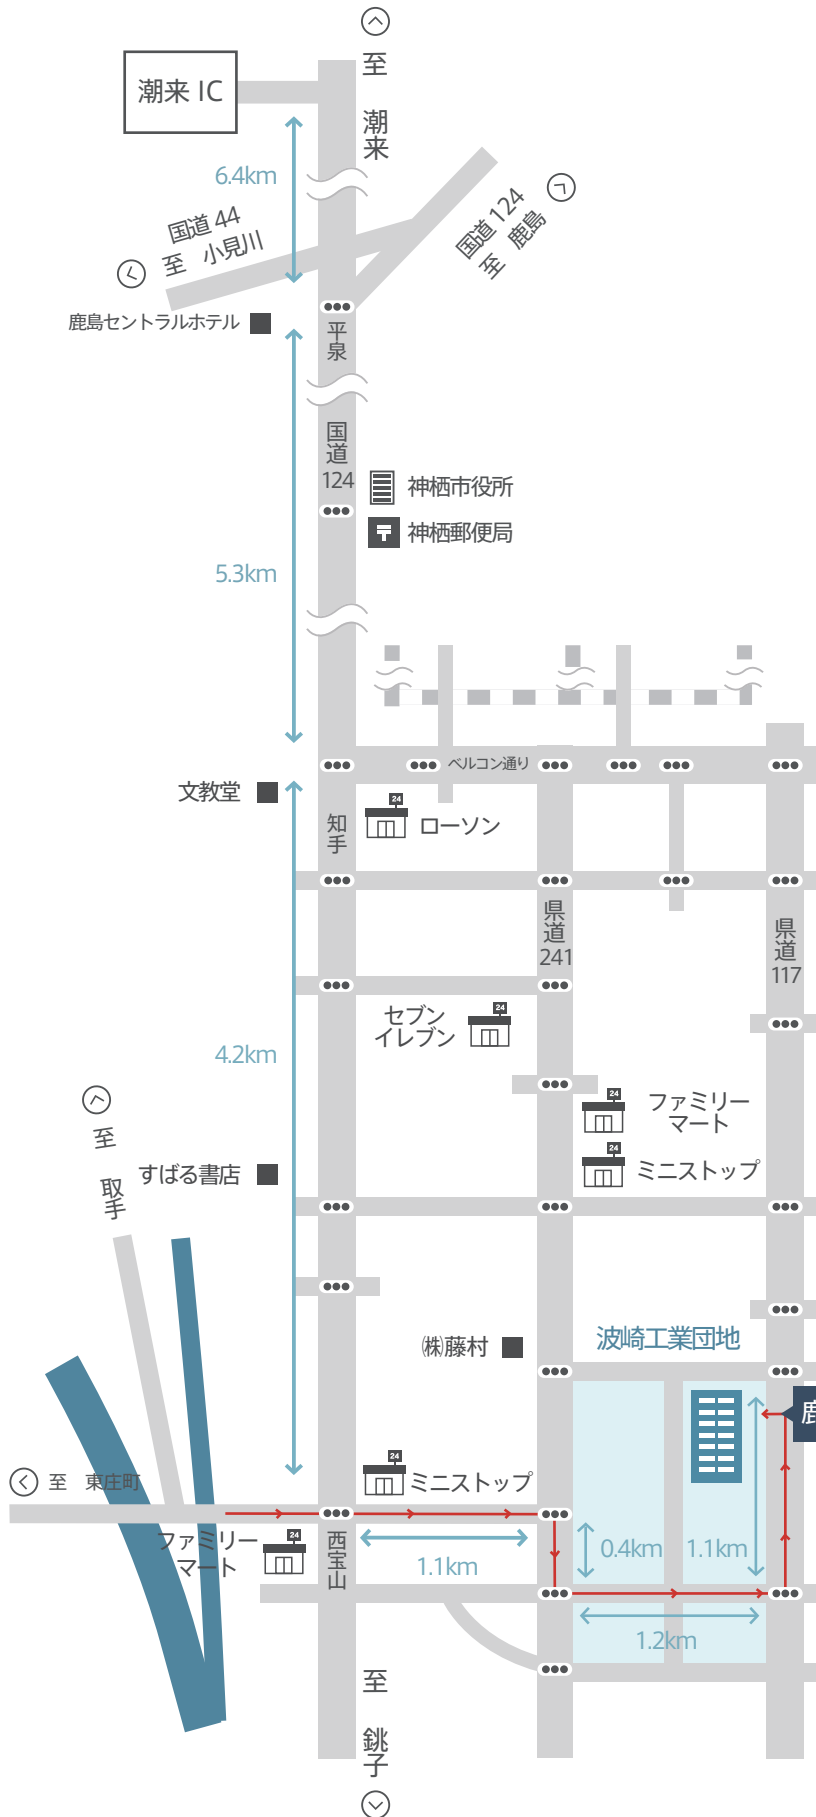 至 潮来
潮来 IC
6.4km
国道 44
至 小見川
国道 124
至 鹿島
鹿島セントラルホテル
平泉
国道
124
神栖市役所
神栖郵便局
5.3km
ベルコン通り
文教堂
知手
24
ローソン
県道
241
県道
117
セブン
イレブン
24
4.2km
24
ファミリー
マート
24
ミニストップ
至 取手
すばる書店
㈱藤村
波崎工業団地
鹿
至 東庄町
24
ミニストップ
ファミリー
マート
24
西宝山
1.1km
0.4km
1.1km
1.2km
至 銚子